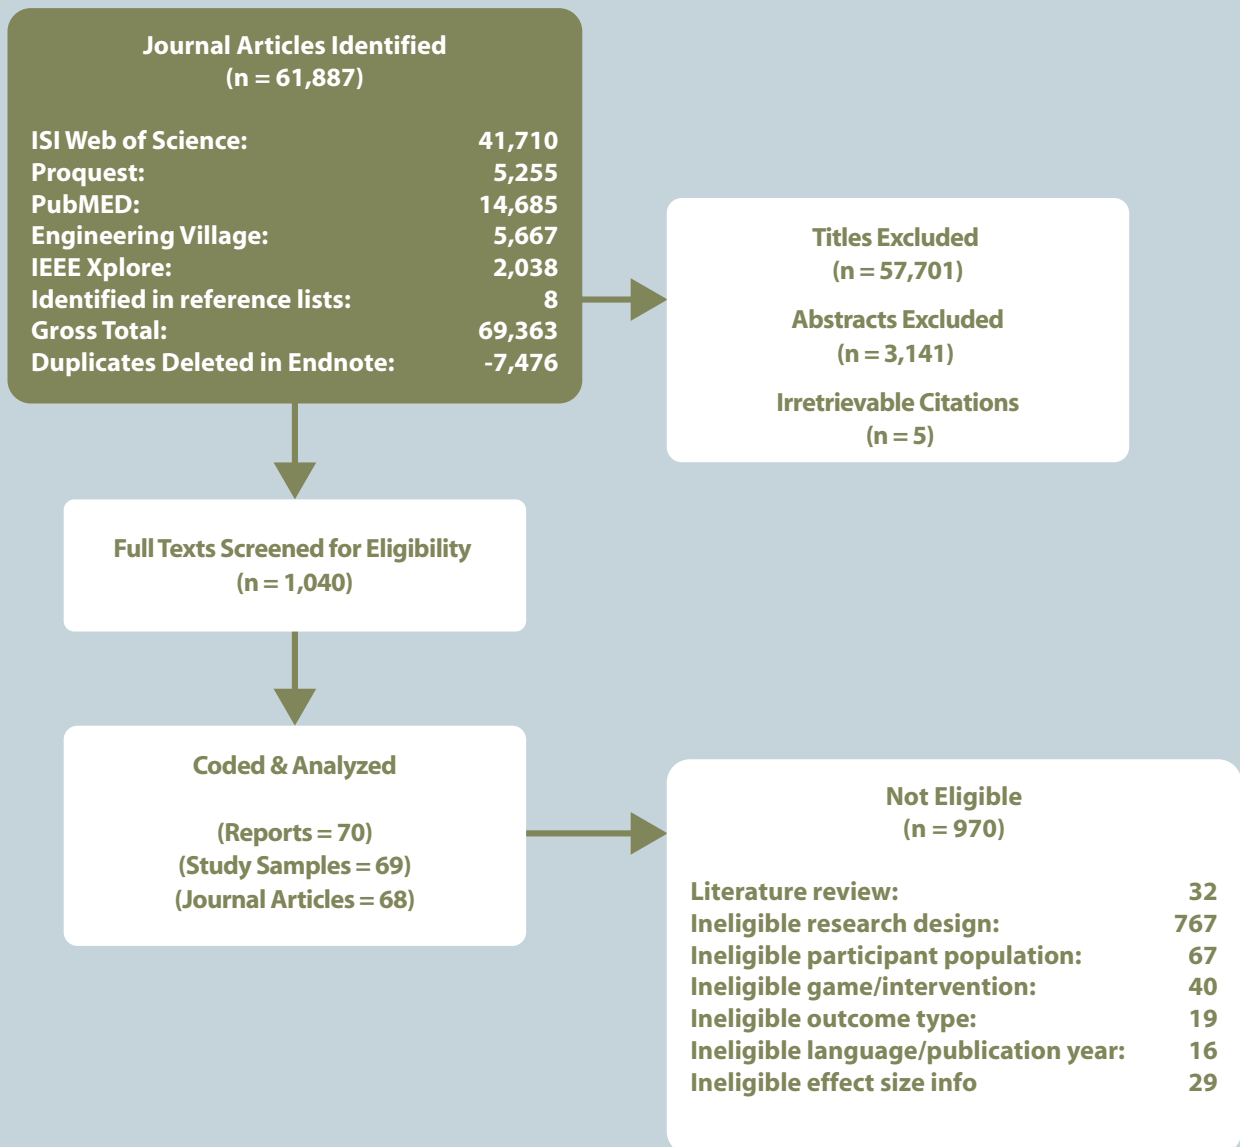 Journal Articles Identified
(n = 61,887)
ISI Web of Science: 41,710
Proquest: 5,255
PubMED: 14,685
Engineering Village: 5,667
IEEE Xplore: 2,038
Identified in reference lists: 8
Gross Total: 69,363
Duplicates Deleted in Endnote: -7,476
Titles Excluded
(n = 57,701)
Abstracts Excluded
(n = 3,141)
Irretrievable Citations
(n = 5)
Full Texts Screened for Eligibility
(n = 1,040)
Coded & Analyzed
(Reports = 70)
(Study Samples = 69)
(Journal Articles = 68)
Not Eligible
(n = 970)
Literature review: 32
Ineligible research design: 767
Ineligible participant population: 67
Ineligible game/intervention: 40
Ineligible outcome type: 19
Ineligible language/publication year: 16
Ineligible effect size info 29